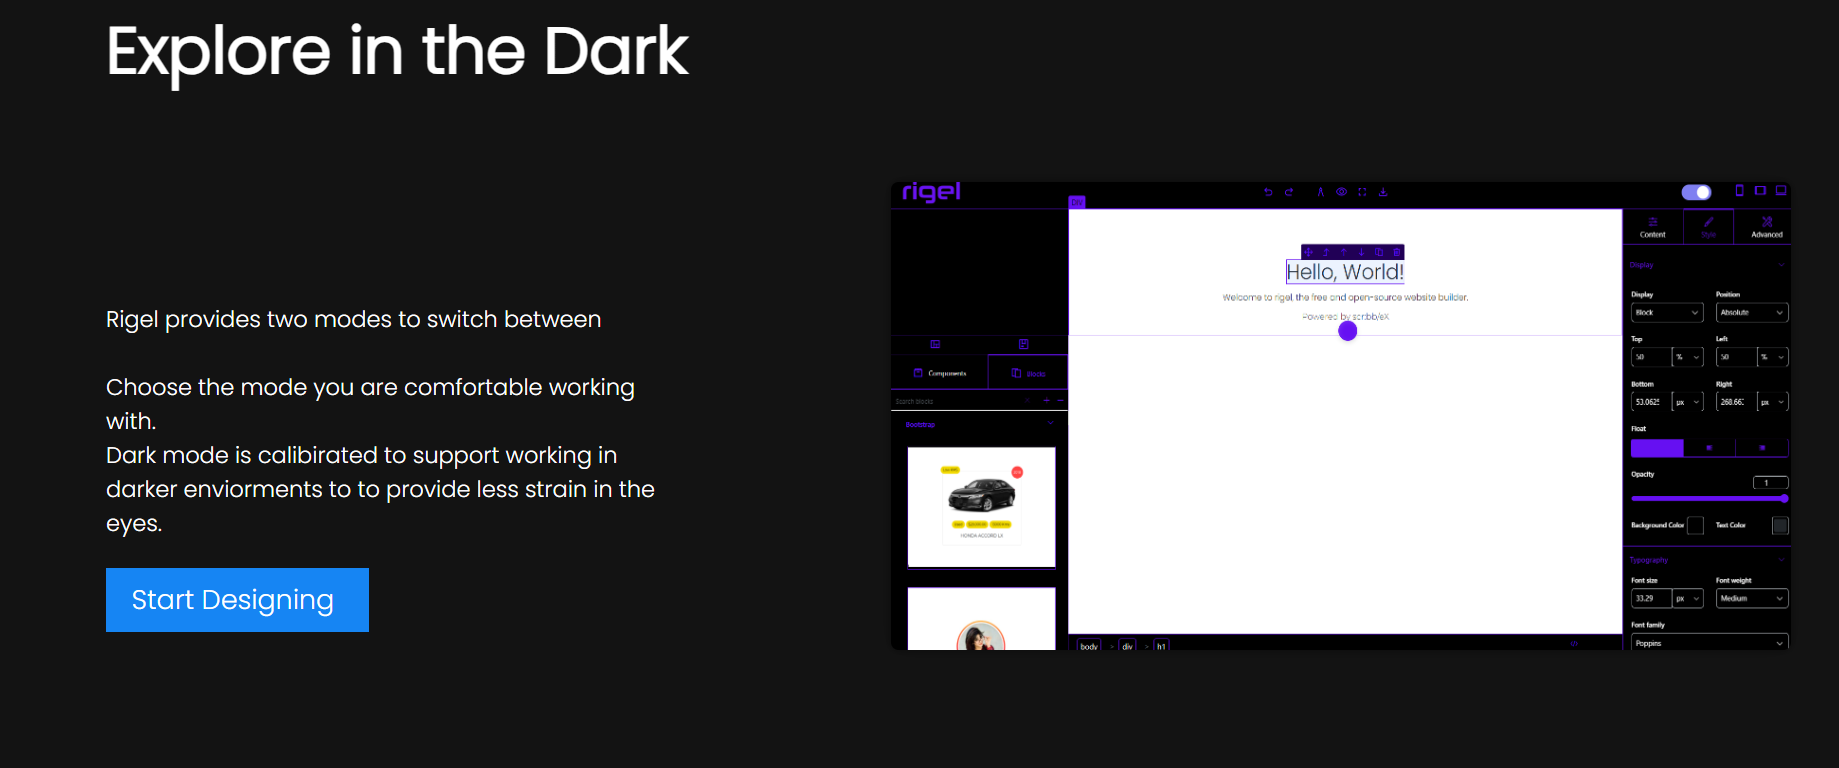 Explore in the Dark
Rigel provides two modes to switch between
Choose the mode you are comfortable working
with.
Dark mode is calibirated to support working in
darker enviorments to to provide less strain in the
eyes.
Start Designing
rigel
Div
Hello, World!
Welcome to rigel, the free and open-source website builder.
Powered by scribb/eX
Components
Blocks
Search blocks
Bootstrap
HONDA-ACCORD LX
body > div > h1
Content
Style
Advanced
Display
Display
Position
Block
Absolute
Top
Left
50 %
50 %
Bottom
Right
53.062 px
268.66 px
Float
Opacity
1
Background Color
Text Color
Typography
Font size
Font weight
33.29 px
Medium
Font family
Poppins